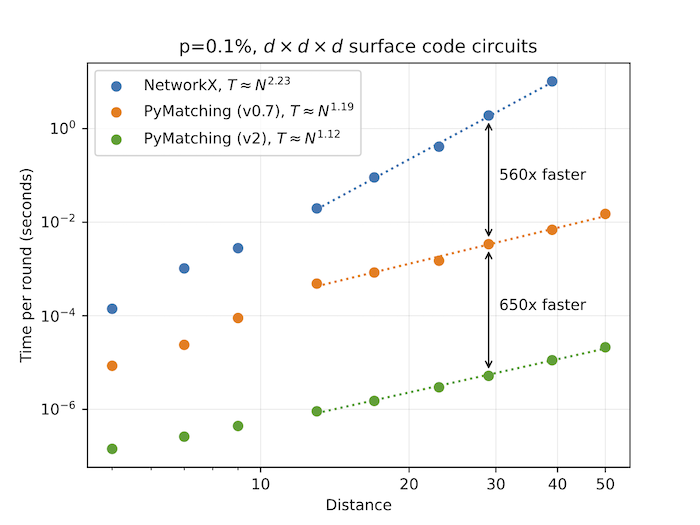 p=0.1%, d × d × d surface code circuits
NetworkX, T ≈ N^2.23
PyMatching (v0.7), T ≈ N^1.19
PyMatching (v2), T ≈ N^1.12
10^0
10^−2
10^−4
10^−6
Time per round (seconds)
560x faster
650x faster
10
20
30
40
50
Distance